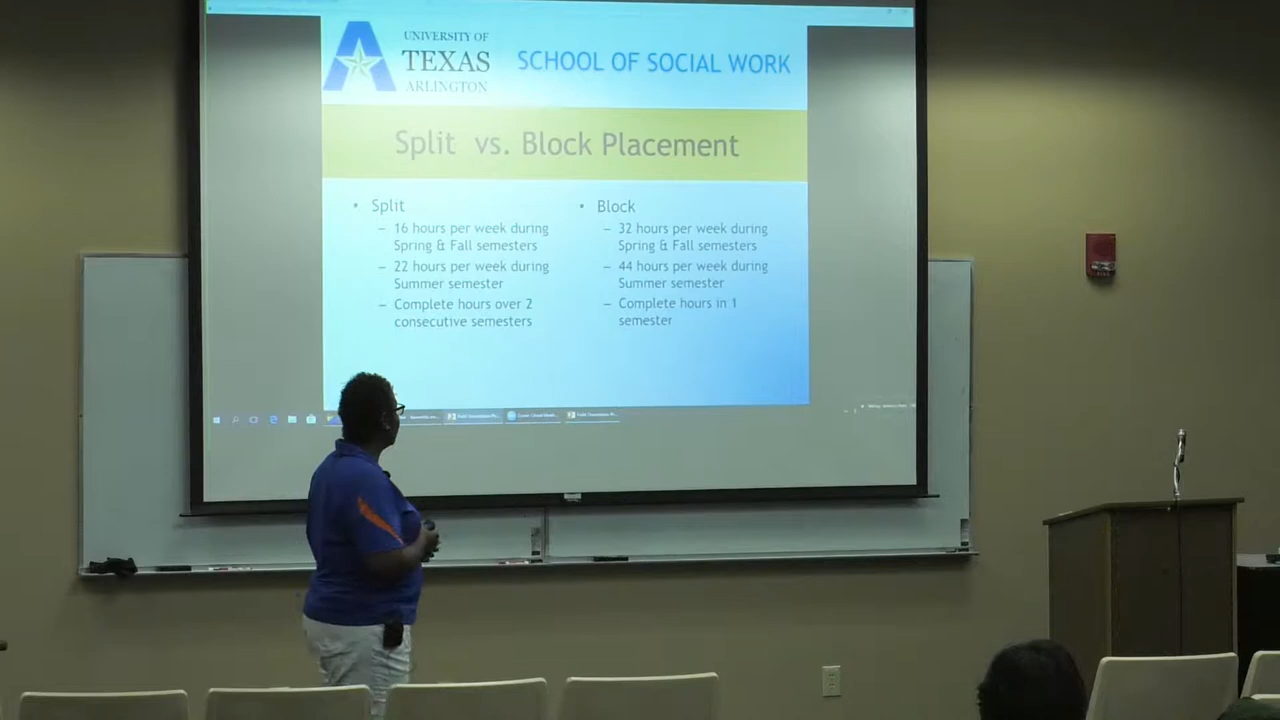 UNIVERSITY OF
TEXAS
ARLINGTON
SCHOOL OF SOCIAL WORK
Split vs. Block Placement
• Split
– 16 hours per week during
Spring & Fall semesters
– 22 hours per week during
Summer semester
– Complete hours over 2
consecutive semesters
• Block
– 32 hours per week during
Spring & Fall semesters
– 44 hours per week during
Summer semester
– Complete hours in 1
semester